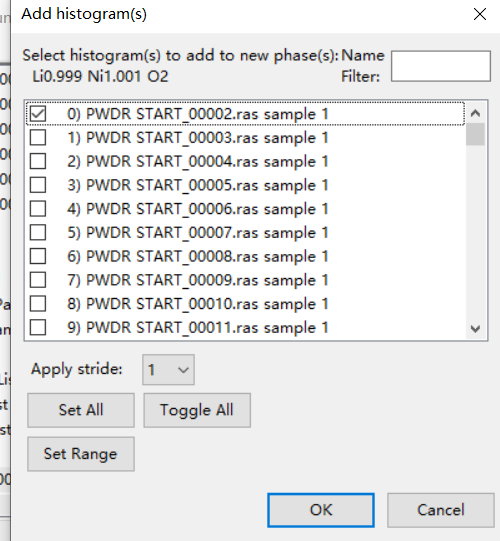 Add histogram(s)
Select histogram(s) to add to new phase(s): Name
Li0.999 Ni1.001 O2 Filter:
0) PWDR START_00002.ras sample 1
1) PWDR START_00003.ras sample 1
2) PWDR START_00004.ras sample 1
3) PWDR START_00005.ras sample 1
4) PWDR START_00006.ras sample 1
5) PWDR START_00007.ras sample 1
6) PWDR START_00008.ras sample 1
7) PWDR START_00009.ras sample 1
8) PWDR START_00010.ras sample 1
9) PWDR START_00011.ras sample 1
Apply stride: 1
Set All Toggle All
Set Range
OK Cancel